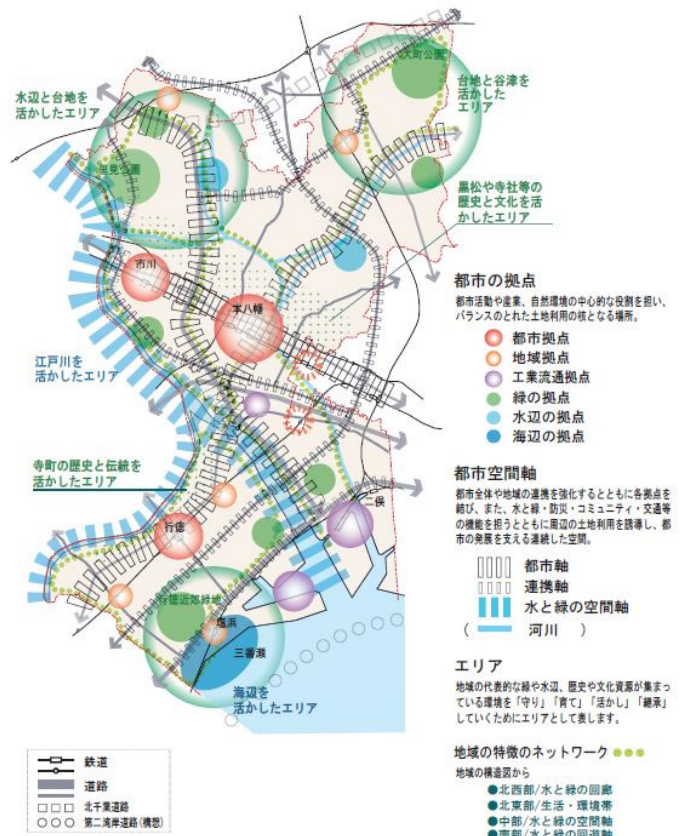 大町公園
台地と谷津を
活かした
エリア
水辺と台地を
活かしたエリア
里見公園
黒松や寺社等の
歴史と文化を活
かしたエリア
市川
本八幡
江戸川を
活かしたエリア
寺町の歴史と伝統を
活かしたエリア
行徳
二俣
行徳近郊緑地
塩浜
三番瀬
海辺を
活かしたエリア
鉄道
道路
北千葉道路
第二湾岸道路(構想)
都市の拠点
都市活動や産業、自然環境の中心的な役割を担い、
バランスのとれた土地利用の核となる場所。
都市拠点
地域拠点
工業流通拠点
緑の拠点
水辺の拠点
海辺の拠点
都市空間軸
都市全体や地域の連携を強化するとともに各拠点を
結び、また、水と緑・防災・コミュニティ・交通等
の機能を担うとともに周辺の土地利用を誘導し、都
市の発展を支える連続した空間。
都市軸
連携軸
水と緑の空間軸
( 河川 )
エリア
地域の代表的な緑や水辺、歴史や文化資源が集まっ
ている環境を「守り」「育て」「活かし」「継承」
していくためにエリアとして表します。
地域の特徴のネットワーク
地域の構造図から
●北西部/水と緑の回廊
●北東部/生活・環境帯
●中部/水と緑の空間軸
●南部/水と緑の回遊軸